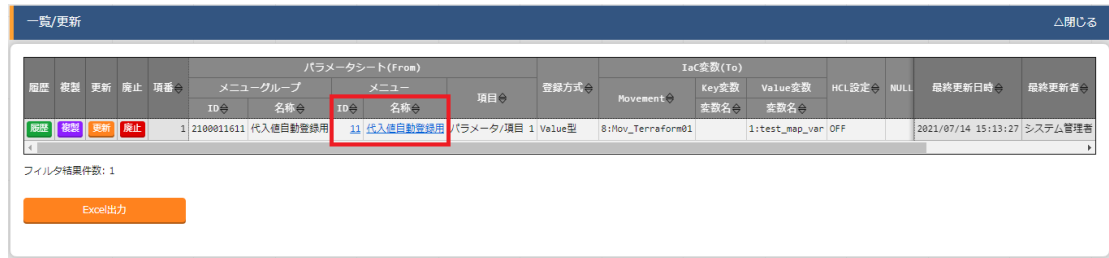 一覧/更新 △閉じる
パラメータシート(From) IaC変数(To)
履歴 複製 更新 廃止 項番 メニューグループ メニュー 項目 登録方式 Movement Key変数 Value変数 HCL設定 NULL 最終更新日時 最終更新者
ID 名称 ID 名称 変数名 変数名
履歴 複製 更新 廃止 1 2100011611 代入値自動登録用 11 代入値自動登録用 パラメータ/項目 1 Value型 8:Mov_Terraform01 1:test_map_var OFF 2021/07/14 15:13:27 システム管理者
フィルタ結果件数: 1
Excel出力